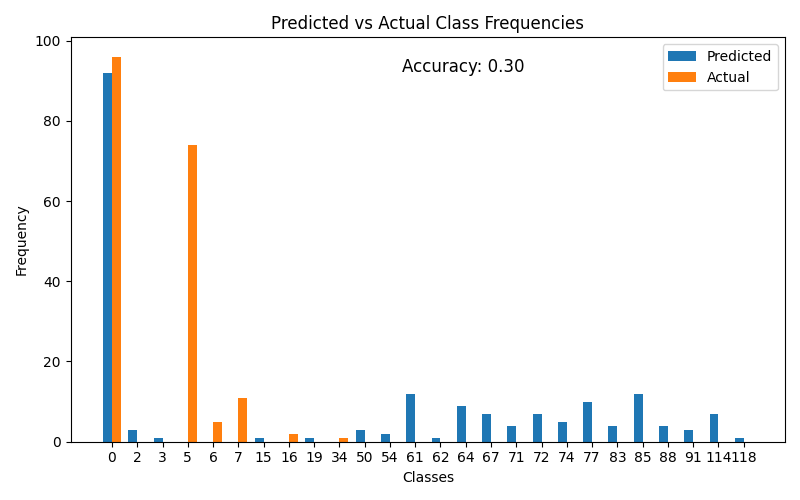 Predicted vs Actual Class Frequencies
Accuracy: 0.30
Predicted
Actual
100
80
60
40
20
0
Frequency
0 2 3 5 6 7 15 16 19 34 50 54 61 62 64 67 71 72 74 77 83 85 88 91 114 118
Classes